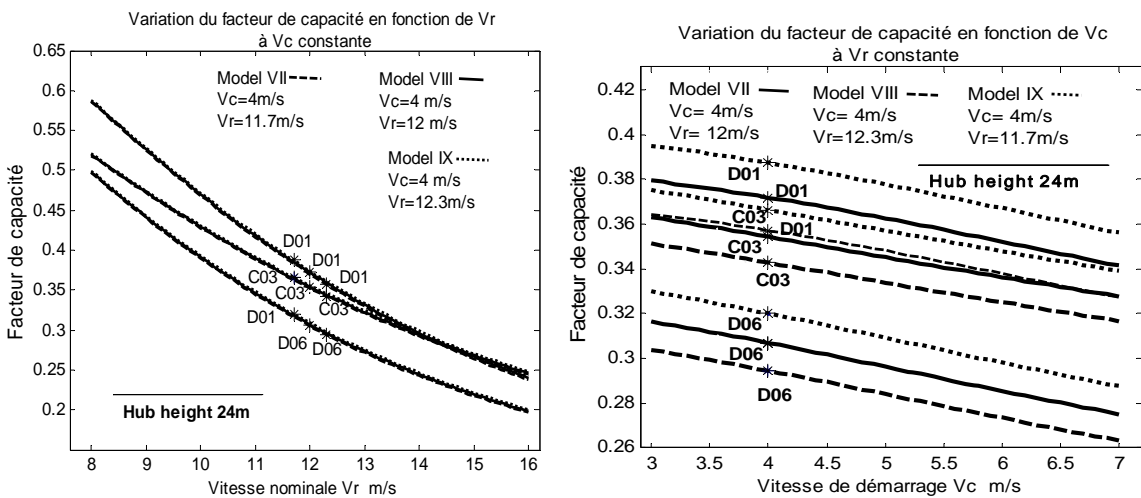 Variation du facteur de capacité en fonction de Vr
à Vc constante
0.65
0.6
0.55
0.5
0.45
0.4
0.35
0.3
0.25
0.2
Facteur de capacité
Model VII
Vc=4m/s
Vr=11.7m/s
Model VIII
Vc=4 m/s
Vr=12 m/s
Model IX
Vc=4 m/s
Vr=12.3m/s
D01
D01
D01
C03
C03
C03
D01
D06
D06
Hub height 24m
8
9
10
11
12
13
14
15
16
Vitesse nominale Vr m/s
Variation du facteur de capacité en fonction de Vc
à Vr constante
0.42
0.4
0.38
0.36
0.34
0.32
0.3
0.28
0.26
Facteur de capacité
Model VII
Vc= 4m/s
Vr= 12m/s
Model VIII
Vc= 4m/s
Vr=12.3m/s
Model IX
Vc= 4m/s
Vr=11.7m/s
Hub height 24m
D01
D01
C03
D01
C03
C03
D06
D06
D06
3
3.5
4
4.5
5
5.5
6
6.5
7
Vitesse de démarrage Vc m/s